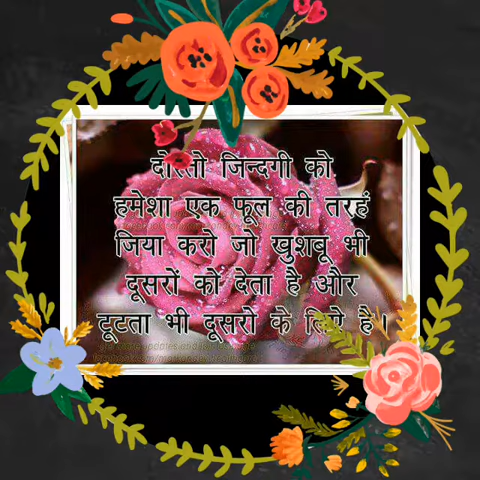 दोस्तो जिन्दगी को
हमेशा एक फूल की तरहं
जिया करो जो खुशबू भी
दूसरों को देता है और
टूटता भी दूसरो के लिऐ है।